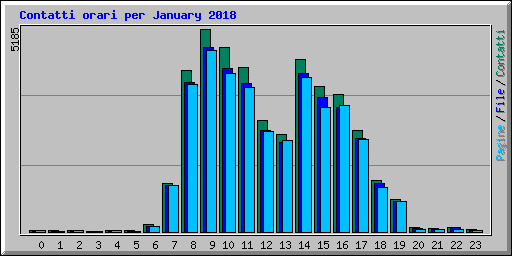 Contatti orari per January 2018
5185
Pagine / File / Contatti
0 1 2 3 4 5 6 7 8 9 10 11 12 13 14 15 16 17 18 19 20 21 22 23